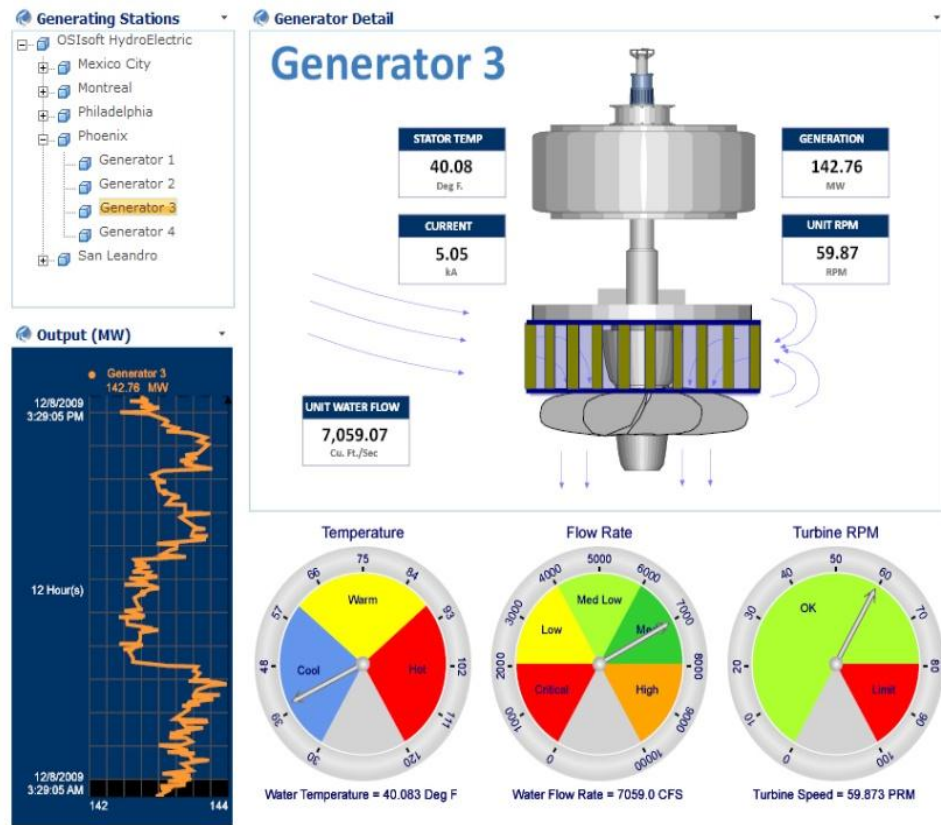 Generating Stations
OSIsoft HydroElectric
Mexico City
Montreal
Philadelphia
Phoenix
Generator 1
Generator 2
Generator 3
Generator 4
San Leandro
Output (MW)
Generator 3
142.76 MW
12/8/2009
3:29:05 PM
12 Hour(s)
12/8/2009
3:29:05 AM
142
144
Generator Detail
Generator 3
STATOR TEMP
40.08
Deg F.
GENERATION
142.76
MW
CURRENT
5.05
kA
UNIT RPM
59.87
RPM
UNIT WATER FLOW
7,059.07
Cu. Ft./Sec
Temperature
30
39
48
57
66
75
84
93
102
111
120
Cool
Warm
Hot
Water Temperature = 40.083 Deg F
Flow Rate
0
1000
2000
3000
4000
5000
6000
7000
8000
9000
10000
Critical
Low
Med Low
High
Water Flow Rate = 7059.0 CFS
Turbine RPM
0
10
20
30
40
50
60
70
80
90
100
OK
Limit
Turbine Speed = 59.873 PRM